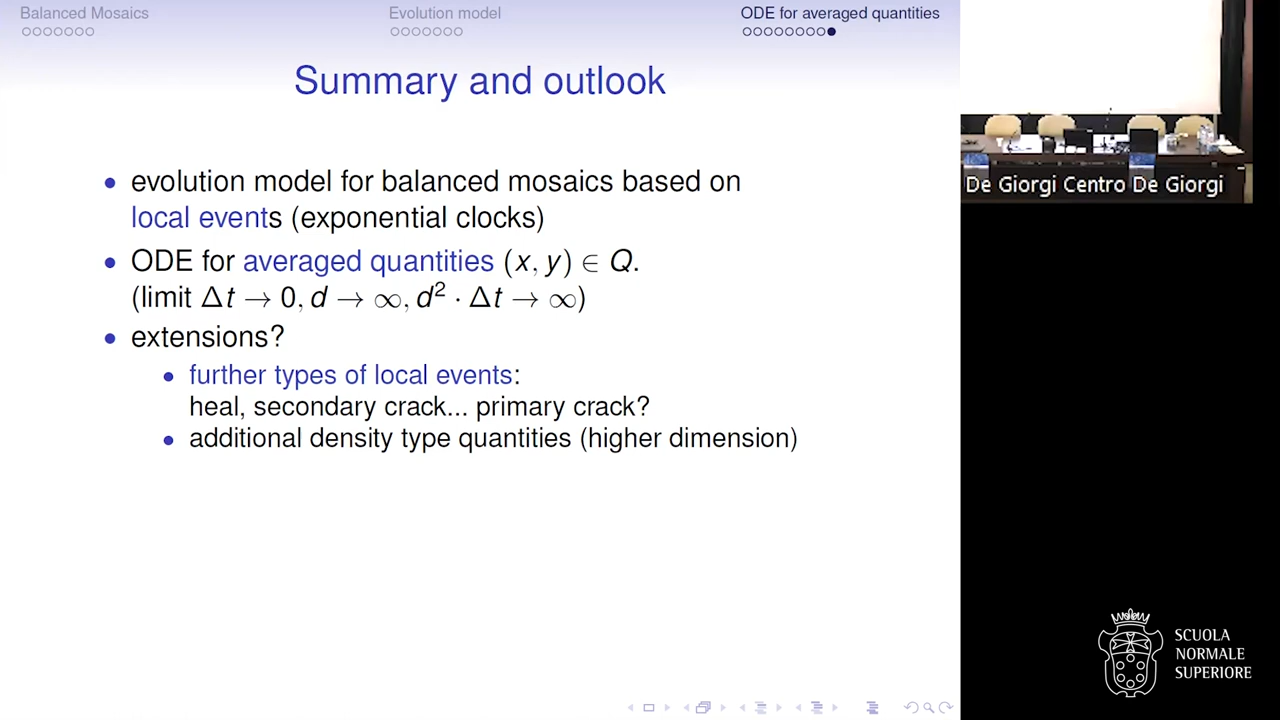 Balanced Mosaics
Evolution model
ODE for averaged quantities
Summary and outlook
• evolution model for balanced mosaics based on
local events (exponential clocks)
• ODE for averaged quantities (x, y) ∈ Q.
(limit Δt → 0, d → ∞, d² · Δt → ∞)
• extensions?
• further types of local events:
heal, secondary crack... primary crack?
• additional density type quantities (higher dimension)
De Giorgi Centro De Giorgi
SCUOLA
NORMALE
SUPERIORE